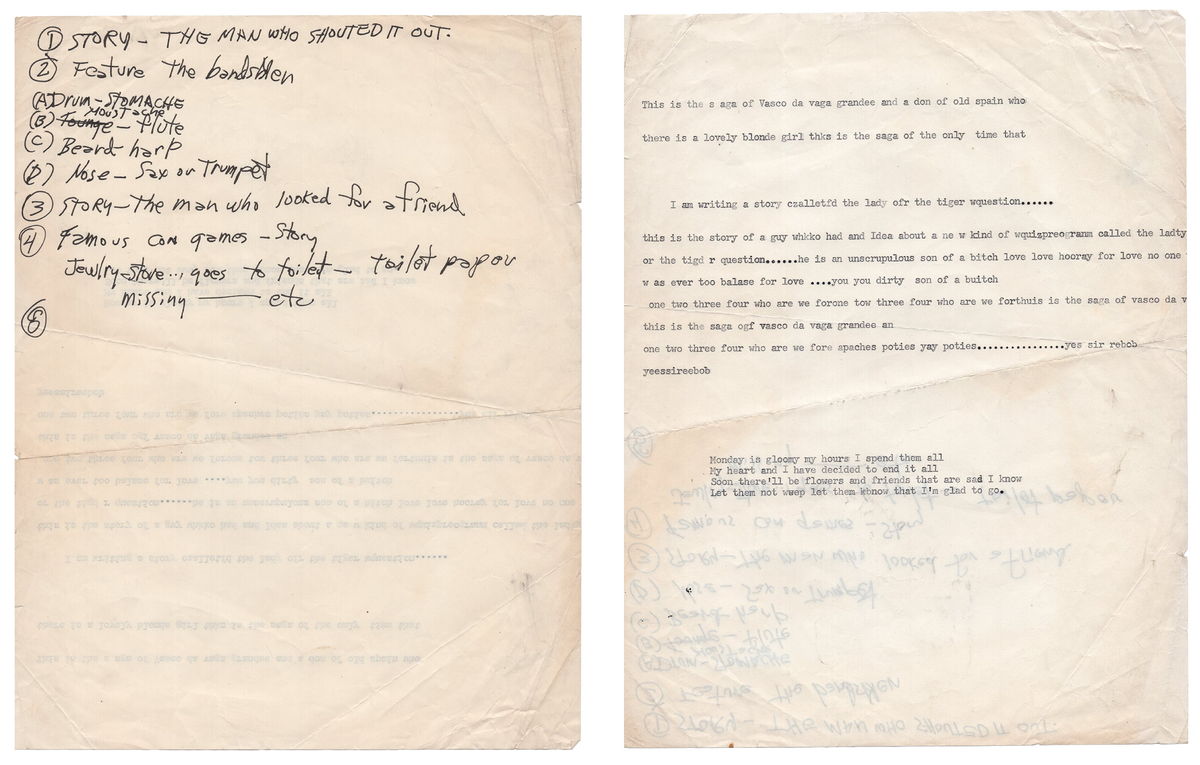 ① STORY - THE MAN WHO SHOUTED IT OUT.
② Feature The bandsMen
(A) Drum - STOMACHE
Moustache
(B) Tounge - Flute
(C) Beard - harp
(D) Nose - Sax or Trumpet
③ STORY - The man who looked for a friend
④ Famous con games - Story
Jewlry-store... goes to toilet - toilet paper
missing —— etc
⑤
This is the s aga of Vasco da vaga grandee and a don of old spain who
there is a lovely blonde girl thks is the saga of the only time that
I am writing a story czalletfd the lady ofr the tiger wquestion......
this is the story of a guy whkko had and Idea about a ne w kind of wquizpreogranm called the ladty
or the tigd r question......he is an unscrupulous son of a bitch love love hooray for love no one
w as ever too balase for love ....you you dirty son of a buitch
one two three four who are we forone tow three four who are we forthuis is the saga of vasco da v
this is the saga ogf vasco da vaga grandee an
one two three four who are we fore apaches poties yay poties................yes sir rebob
yeessireebob
Monday is gloomy my hours I spend them all
My heart and I have decided to end it all
Soon there'll be flowers and friends that are sad I know
Let them not wwep let them kbnow that I'm glad to go.